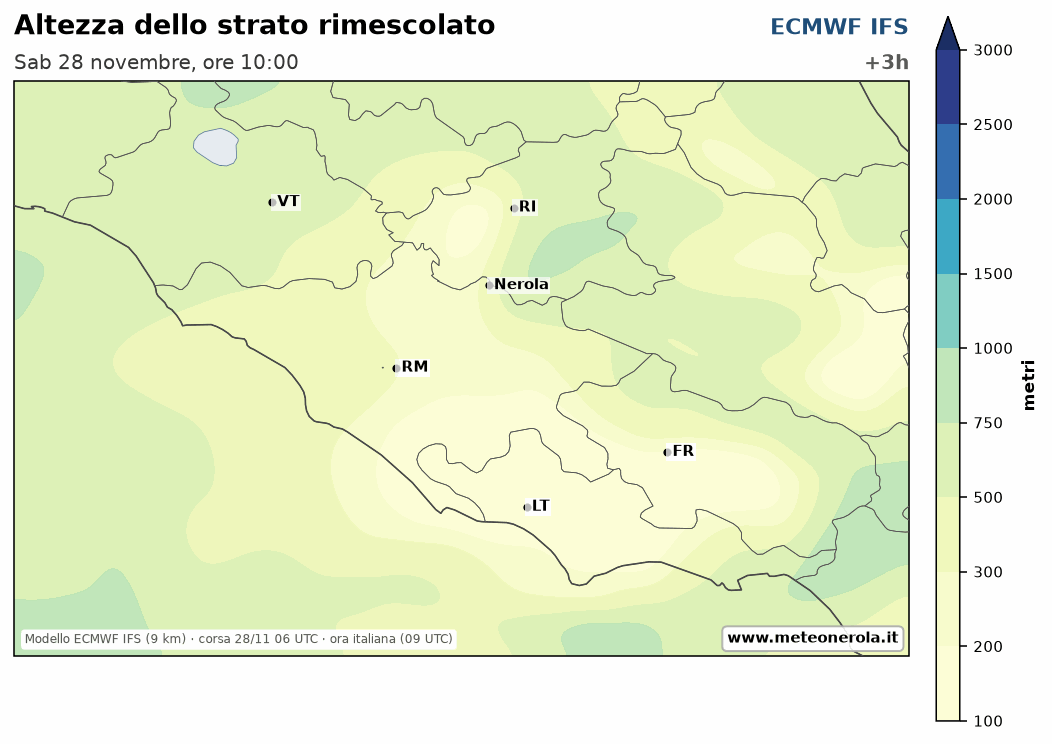 Altezza dello strato rimescolato
ECMWF IFS
Sab 28 novembre, ore 10:00
+3h
VT
RI
Nerola
RM
FR
LT
Modello ECMWF IFS (9 km) · corsa 28/11 06 UTC · ora italiana (09 UTC)
www.meteonerola.it
3000
2500
2000
1500
1000
750
500
300
200
100
metri